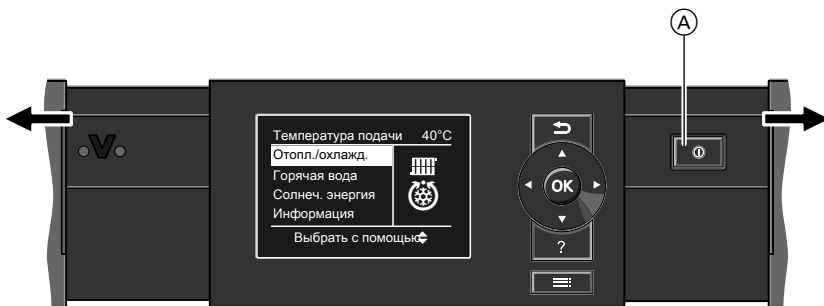 A
Температура подачи 40°C
Отопл./охлажд.
Горячая вода
Солнеч. энергия
Информация
Выбрать с помощью
OK
?